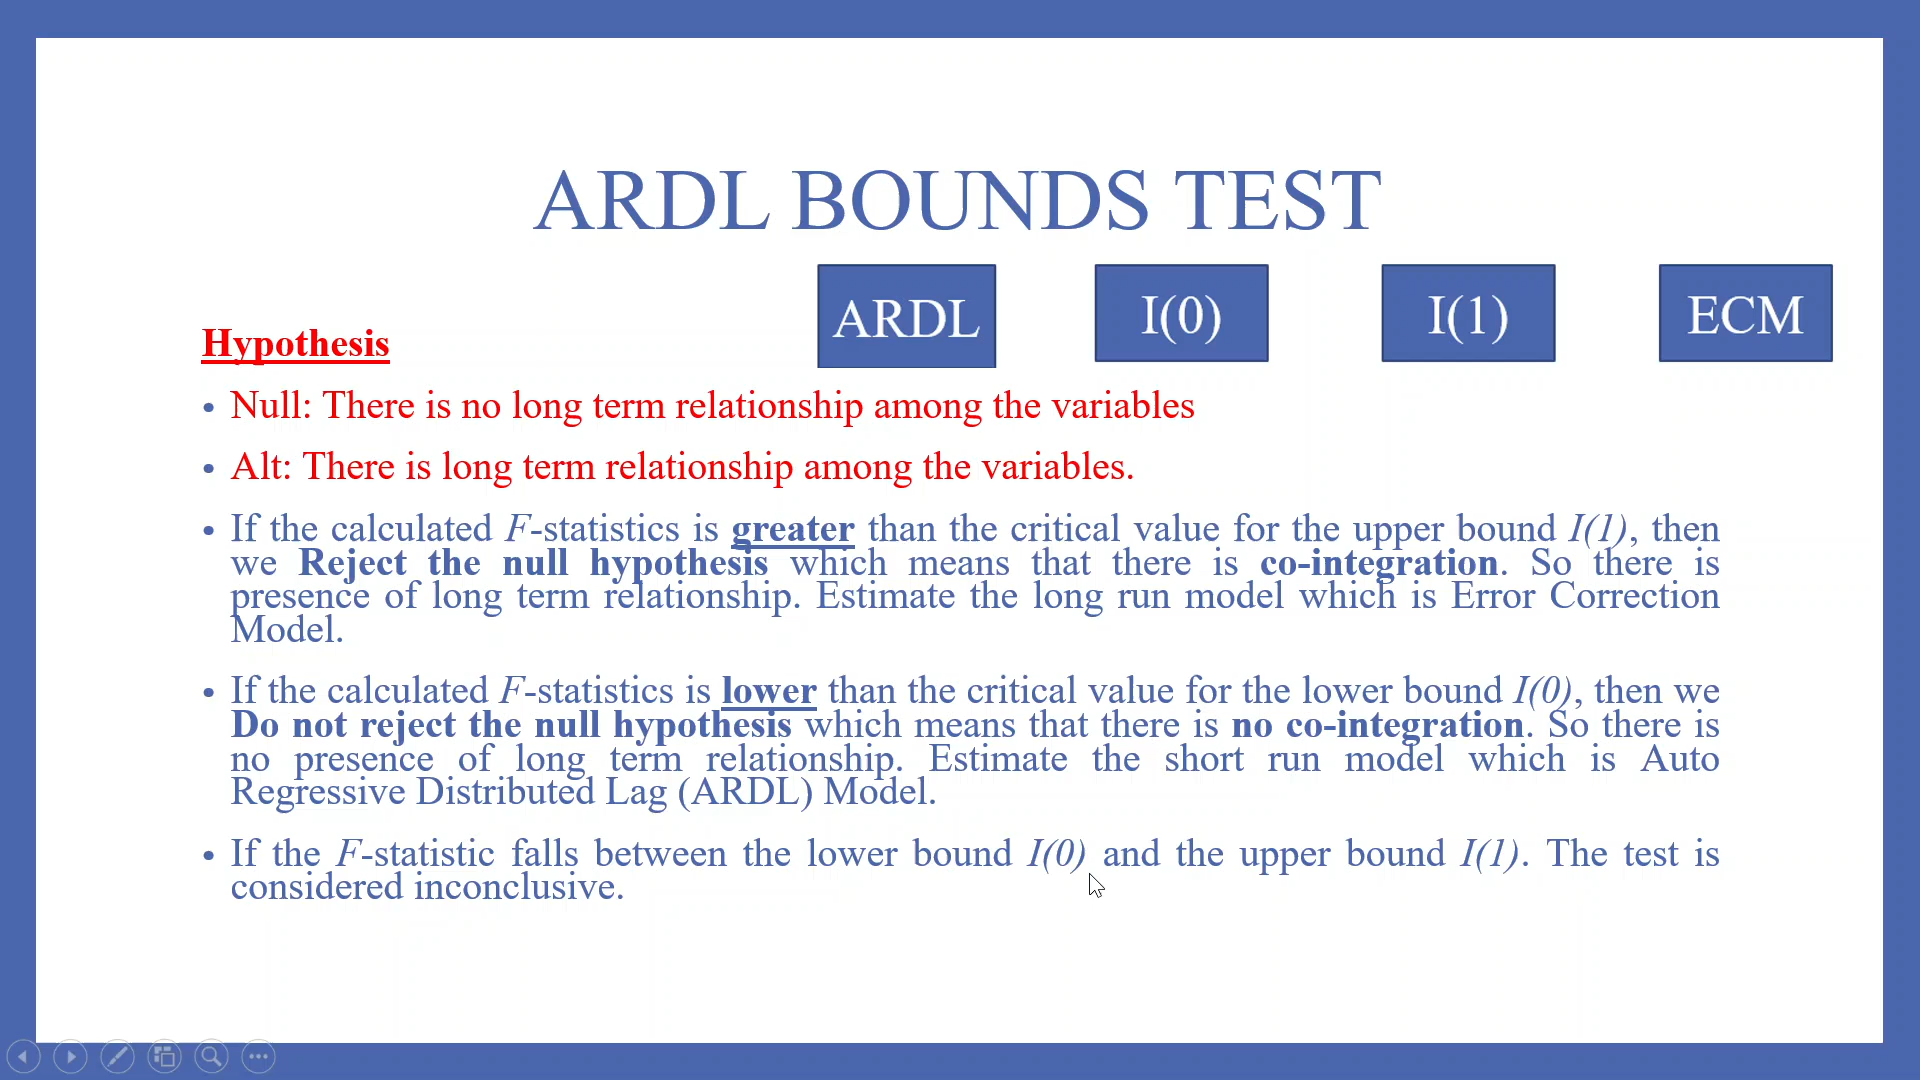 ARDL BOUNDS TEST
ARDL
I(0)
I(1)
ECM
Hypothesis
• Null: There is no long term relationship among the variables
• Alt: There is long term relationship among the variables.
• If the calculated F-statistics is greater than the critical value for the upper bound I(1), then
we Reject the null hypothesis which means that there is co-integration. So there is
presence of long term relationship. Estimate the long run model which is Error Correction
Model.
• If the calculated F-statistics is lower than the critical value for the lower bound I(0), then we
Do not reject the null hypothesis which means that there is no co-integration. So there is
no presence of long term relationship. Estimate the short run model which is Auto
Regressive Distributed Lag (ARDL) Model.
• If the F-statistic falls between the lower bound I(0) and the upper bound I(1). The test is
considered inconclusive.